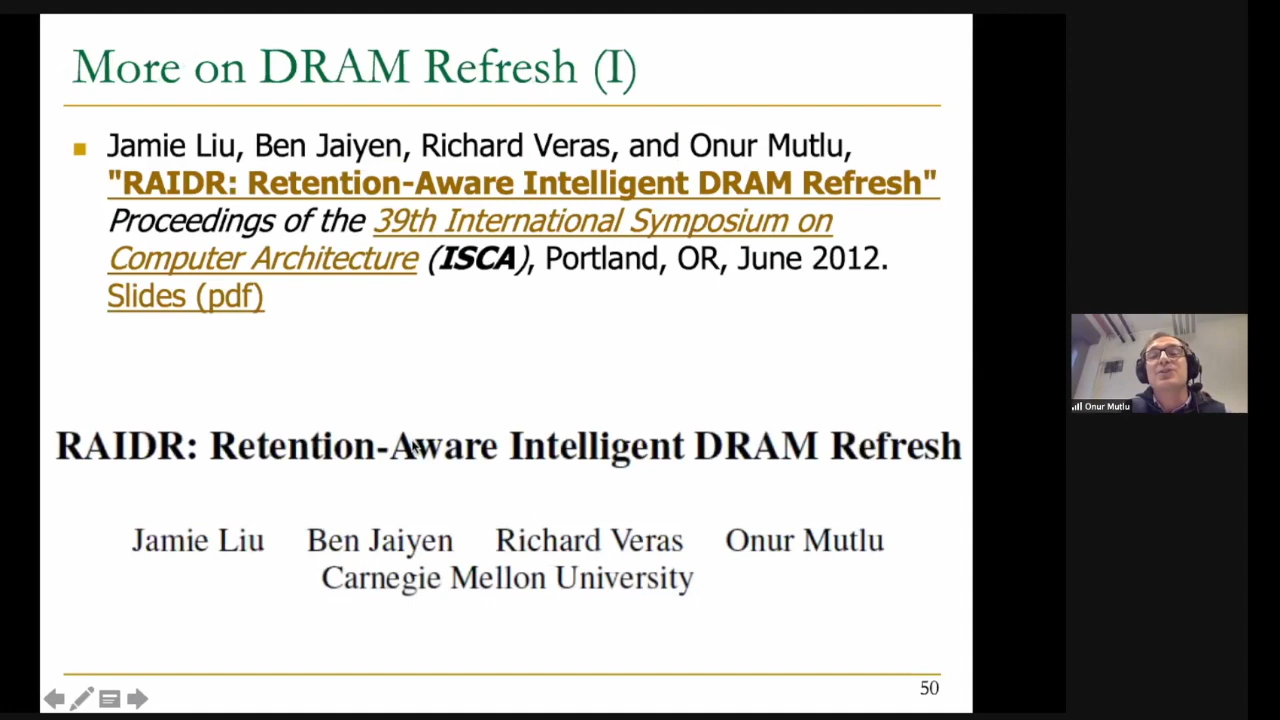 More on DRAM Refresh (I)
Jamie Liu, Ben Jaiyen, Richard Veras, and Onur Mutlu,
"RAIDR: Retention-Aware Intelligent DRAM Refresh"
Proceedings of the 39th International Symposium on
Computer Architecture (ISCA), Portland, OR, June 2012.
Slides (pdf)
RAIDR: Retention-Aware Intelligent DRAM Refresh
Jamie Liu Ben Jaiyen Richard Veras Onur Mutlu
Carnegie Mellon University
50
Onur Mutlu